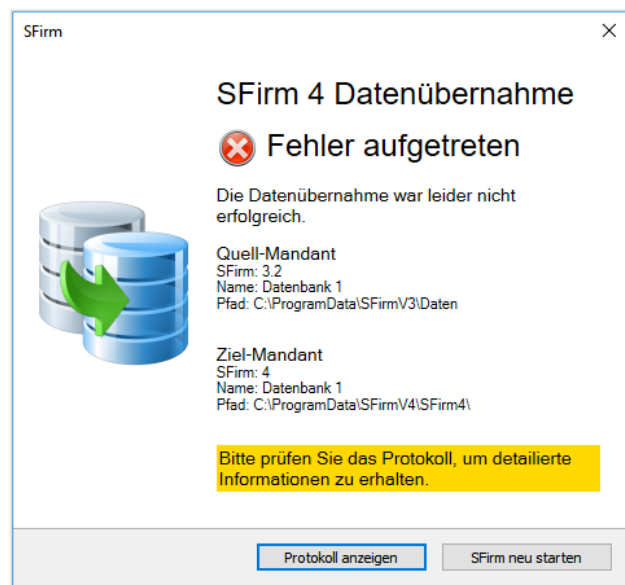 SFirm
SFirm 4 Datenübernahme
Fehler aufgetreten
Die Datenübernahme war leider nicht
erfolgreich.
Quell-Mandant
SFirm: 3.2
Name: Datenbank 1
Pfad: C:\ProgramData\SFirmV3\Daten
Ziel-Mandant
SFirm: 4
Name: Datenbank 1
Pfad: C:\ProgramData\SFirmV4\SFirm4\
Bitte prüfen Sie das Protokoll, um detailierte
Informationen zu erhalten.
Protokoll anzeigen
SFirm neu starten